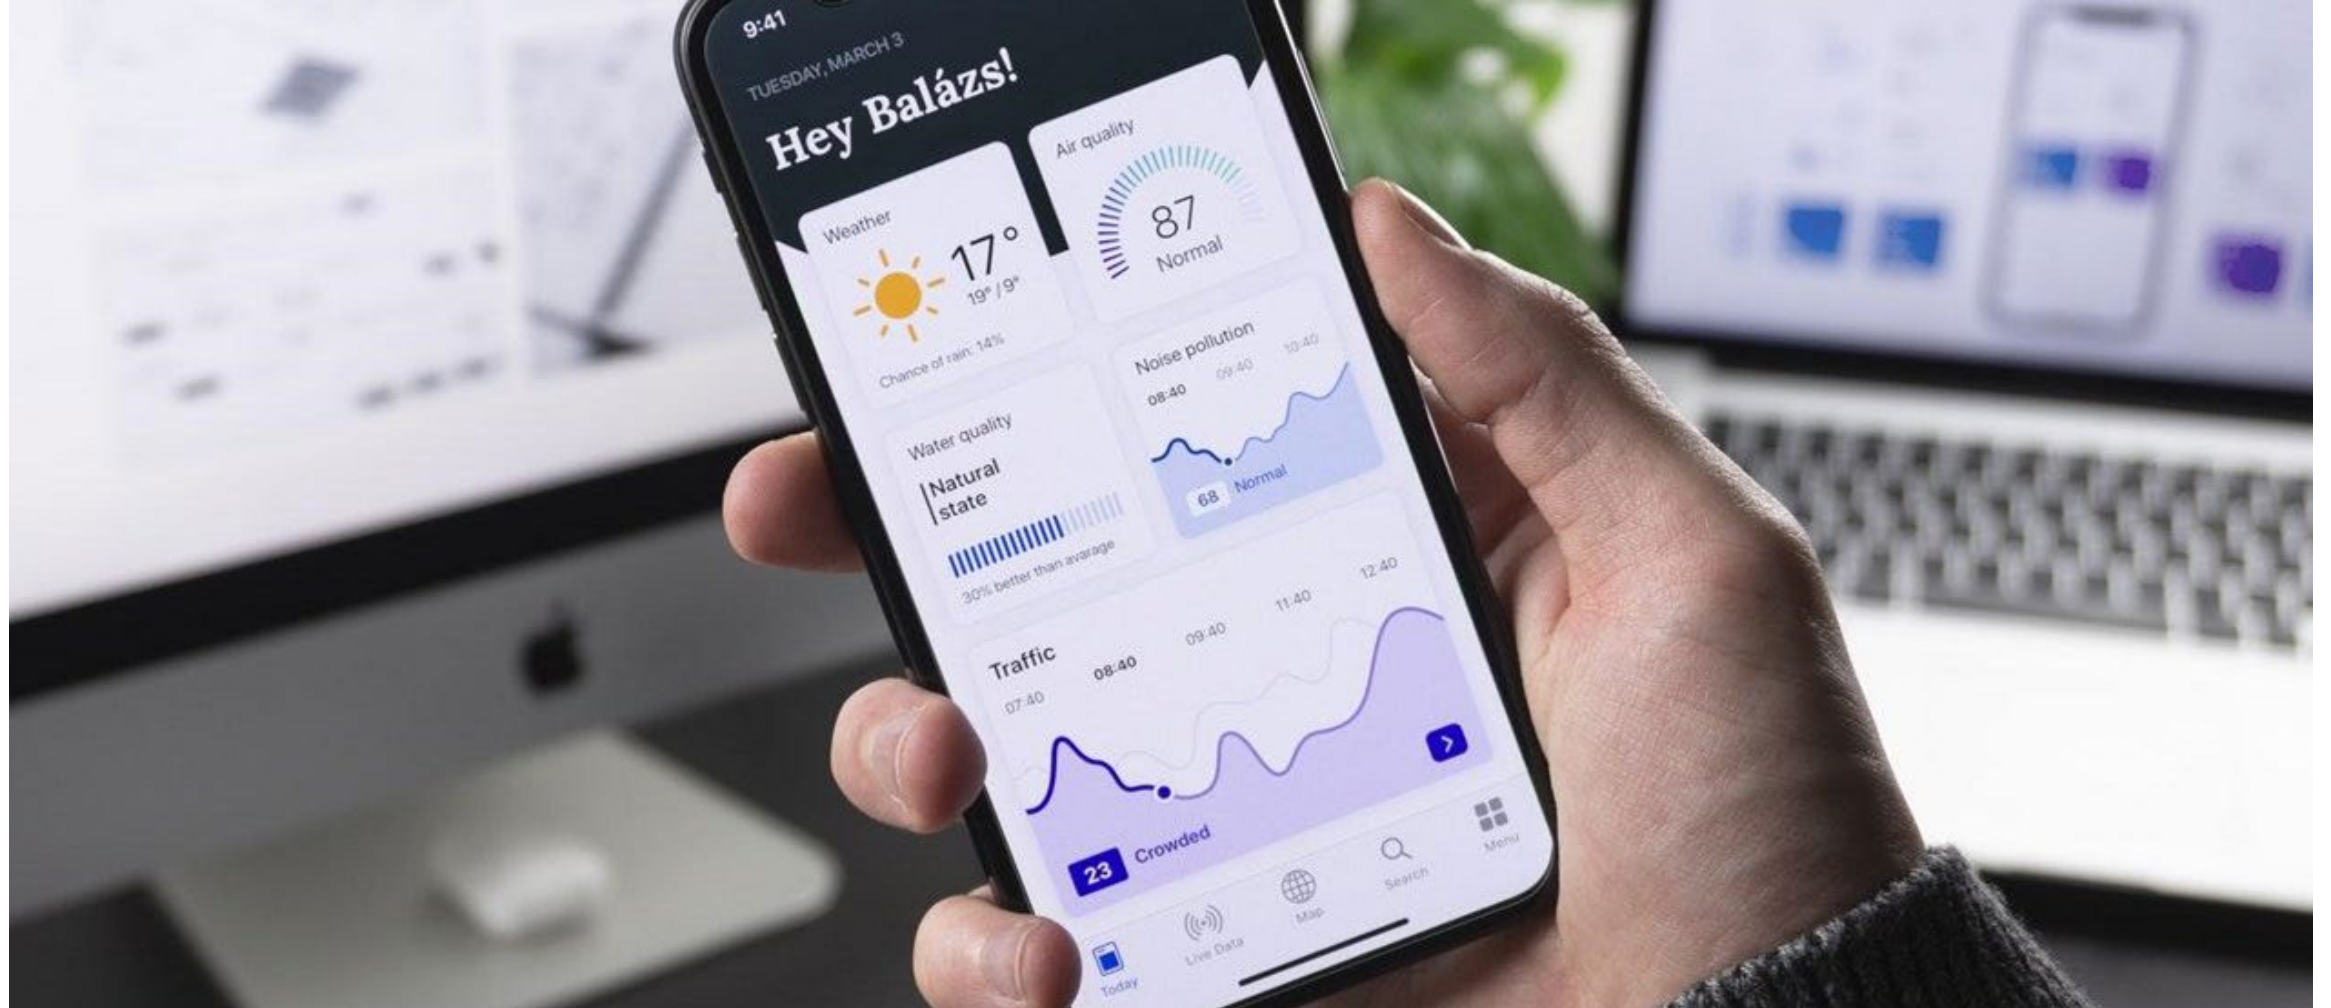 9:41
TUESDAY, MARCH 3
Hey Balázs!
Weather
17°
19° / 9°
Chance of rain: 14%
Air quality
87
Normal
Water quality
Natural
state
30% better than avarage
Noise pollution
08:40 09:40 10:40
68 Normal
Traffic
07:40 08:40 09:40 11:40 12:40
23 Crowded
Today Live Data Map Search Menu